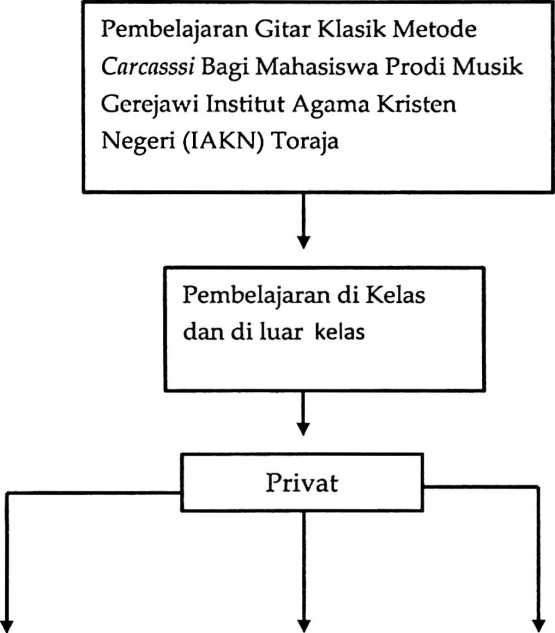 Pembelajaran Gitar Klasik Metode
Carcasssi Bagi Mahasiswa Prodi Musik
Gerejawi Institut Agama Kristen
Negeri (IAKN) Toraja
Pembelajaran di Kelas
dan di luar kelas
Privat